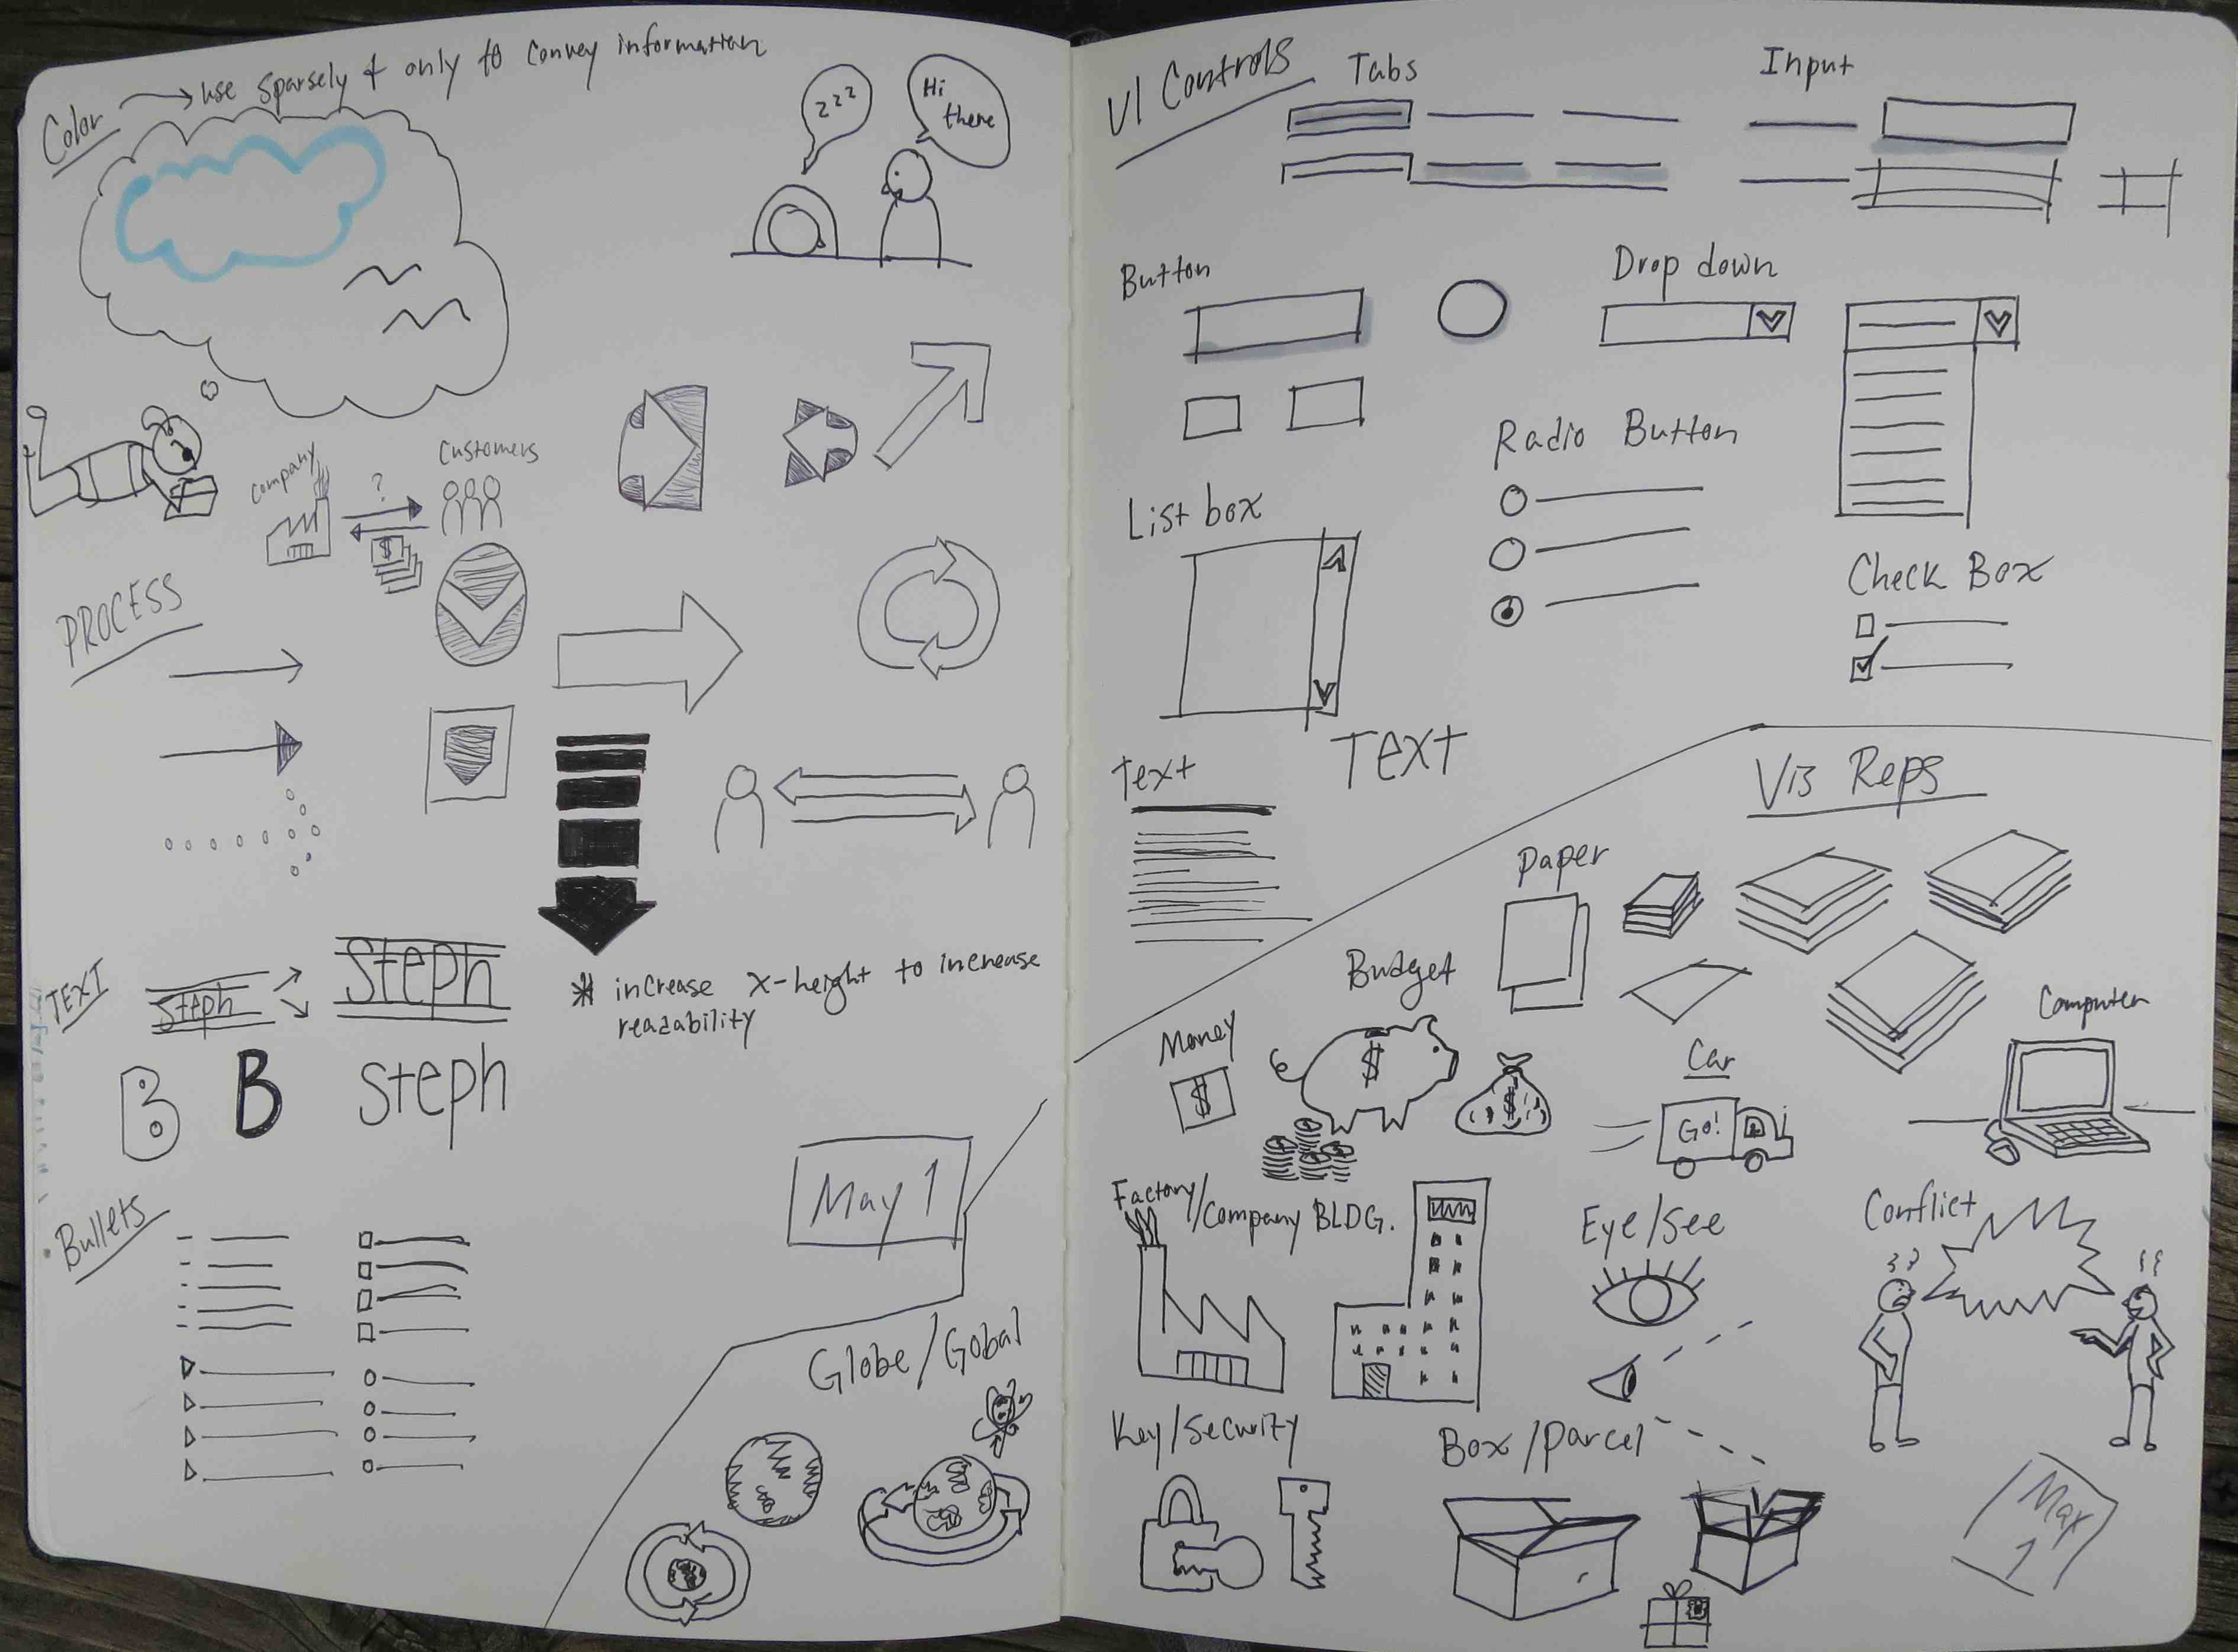 Color → use sparsely & only to convey information
zzz
Hi
there
Company
?
Customers
$
PROCESS
TEXT
Steph
Steph
* increase x-height to increase
readability
B
B
steph
May 1
Bullets
Globe/Gobal
UI Controls
Tabs
Input
Button
Drop down
Radio Button
List box
Check Box
Text
Text
Vis Reps
Paper
Budget
Money
$
$
$
Car
Go!
Computer
Factory/Company BLDG.
Eye/See
Conflict
Key/Security
Box/Parcel
May
1